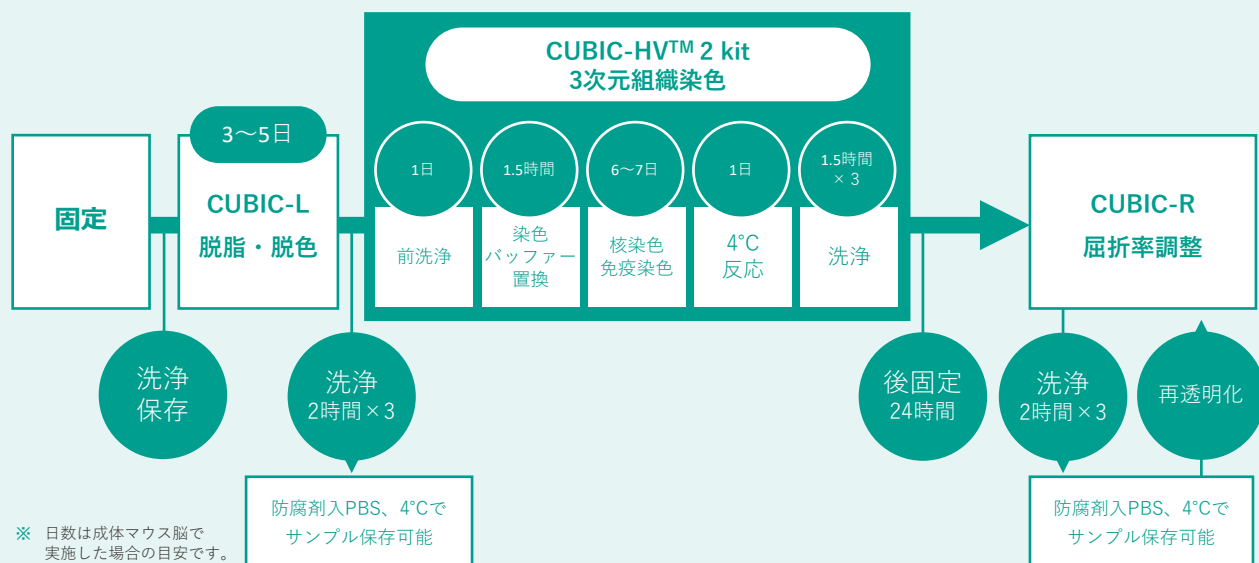 CUBIC-HV™ 2 kit
3次元組織染色
固定
3〜5日
CUBIC-L
脱脂・脱色
1日
前洗浄
1.5時間
染色
バッファー
置換
6〜7日
核染色
免疫染色
1日
4°C
反応
1.5時間
× 3
洗浄
CUBIC-R
屈折率調整
洗浄
保存
洗浄
2時間×3
後固定
24時間
洗浄
2時間×3
再透明化
防腐剤入PBS、4°Cで
サンプル保存可能
防腐剤入PBS、4°Cで
サンプル保存可能
※ 日数は成体マウス脳で
実施した場合の目安です。